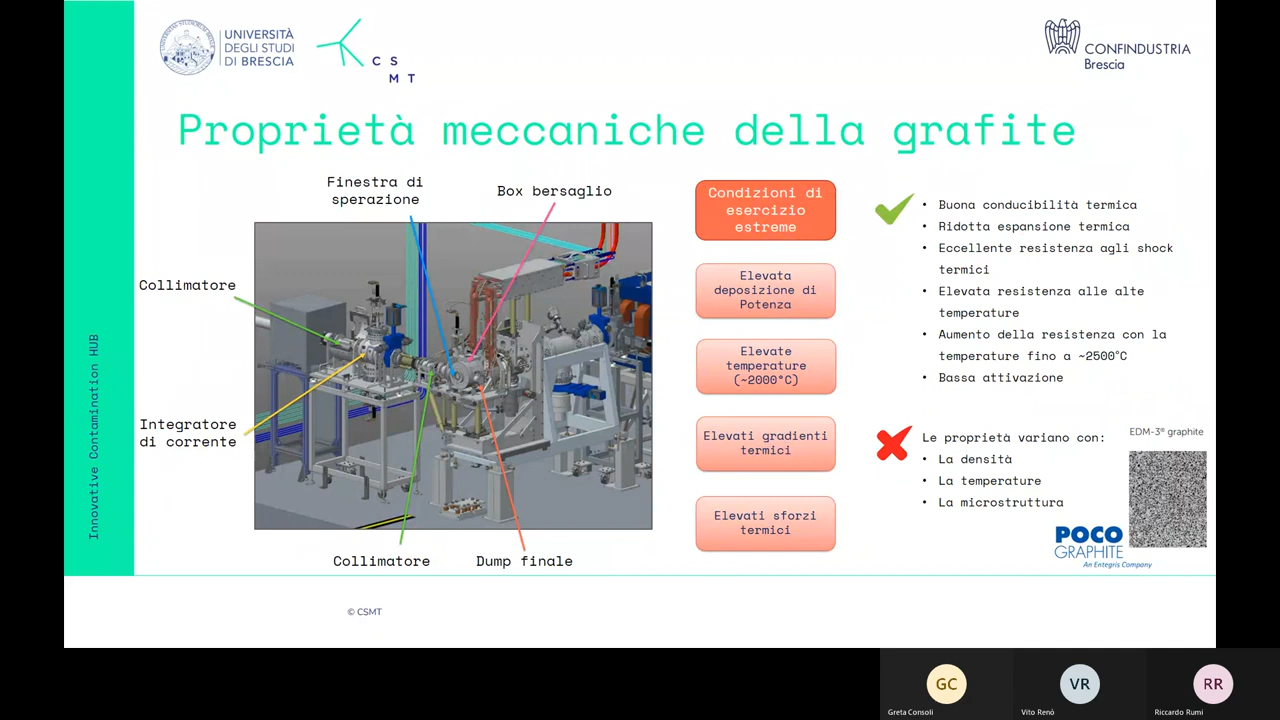 UNIVERSITÀ
DEGLI STUDI
DI BRESCIA
C S
M T
CONFINDUSTRIA
Brescia
Proprietà meccaniche della grafite
Finestra di
sperazione
Box bersaglio
Collimatore
Integratore
di corrente
Collimatore
Dump finale
Condizioni di
esercizio
estreme
Elevata
deposizione di
Potenza
Elevate
temperature
(~2000°C)
Elevati gradienti
termici
Elevati sforzi
termici
• Buona conducibilità termica
• Ridotta espansione termica
• Eccellente resistenza agli shock
termici
• Elevata resistenza alle alte
temperature
• Aumento della resistenza con la
temperature fino a ~2500°C
• Bassa attivazione
Le proprietà variano con:
• La densità
• La temperature
• La microstruttura
EDM-3® graphite
POCO
GRAPHITE
An Entegris Company
Innovative Contamination HUB
© CSMT
GC
Greta Consoli
VR
Vito Renò
RR
Riccardo Rumi